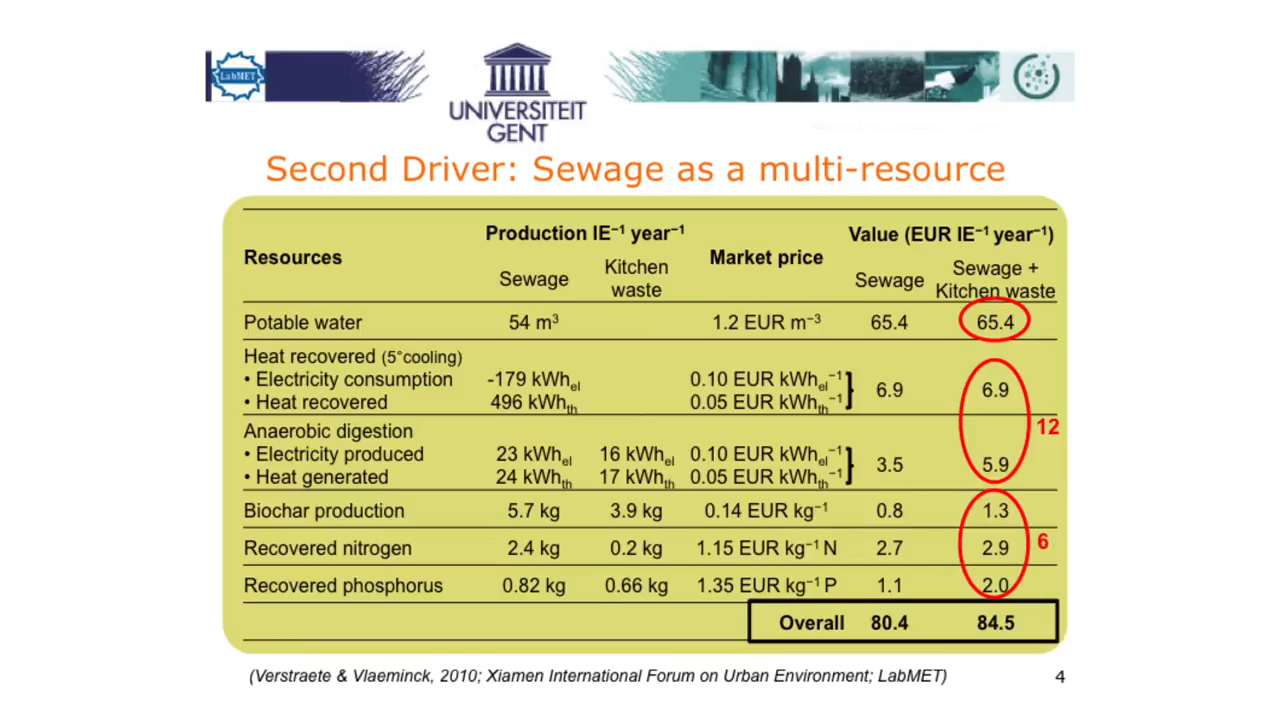 LabMET
UNIVERSITEIT
GENT
Second Driver: Sewage as a multi-resource
Resources Production IE⁻¹ year⁻¹ Market price Value (EUR IE⁻¹ year⁻¹)
Sewage Kitchen waste Sewage Sewage + Kitchen waste
Potable water 54 m³ 1.2 EUR m⁻³ 65.4 65.4
Heat recovered (5°cooling)
• Electricity consumption -179 kWhel 0.10 EUR kWhel⁻¹ } 6.9 6.9
• Heat recovered 496 kWhth 0.05 EUR kWhth⁻¹
12
Anaerobic digestion
• Electricity produced 23 kWhel 16 kWhel 0.10 EUR kWhel⁻¹ } 3.5 5.9
• Heat generated 24 kWhth 17 kWhth 0.05 EUR kWhth⁻¹
Biochar production 5.7 kg 3.9 kg 0.14 EUR kg⁻¹ 0.8 1.3
Recovered nitrogen 2.4 kg 0.2 kg 1.15 EUR kg⁻¹ N 2.7 2.9 6
Recovered phosphorus 0.82 kg 0.66 kg 1.35 EUR kg⁻¹ P 1.1 2.0
Overall 80.4 84.5
(Verstraete & Vlaeminck, 2010; Xiamen International Forum on Urban Environment; LabMET) 4